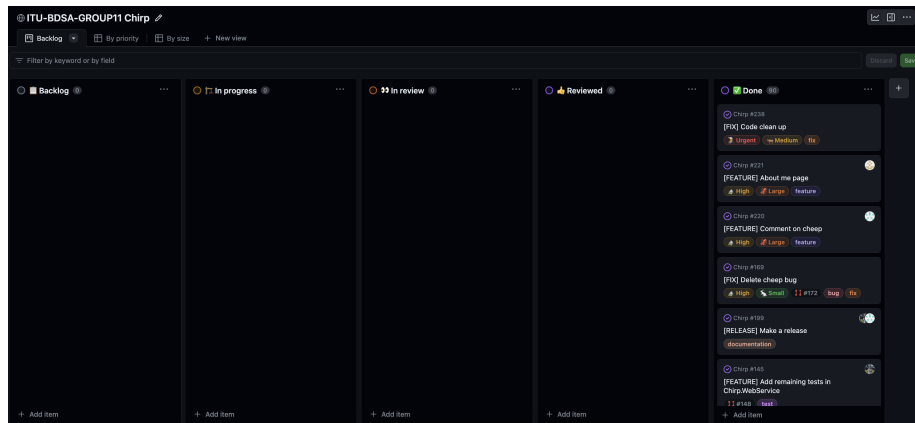 ITU-BDSA-GROUP11 Chirp
Backlog
By priority
By size
+ New view
Filter by keyword or by field
Discard
Backlog 0
In progress 0
In review 0
Reviewed 0
Done 90
Chirp #238
[FIX] Code clean up
Urgent Medium fix
Chirp #221
[FEATURE] About me page
High Large feature
Chirp #220
[FEATURE] Comment on cheep
High Large feature
Chirp #169
[FIX] Delete cheep bug
High Small #172 bug fix
Chirp #199
[RELEASE] Make a release
documentation
Chirp #145
[FEATURE] Add remaining tests in
Chirp.WebService
#148 test
+ Add item
+ Add item
+ Add item
+ Add item
+ Add item